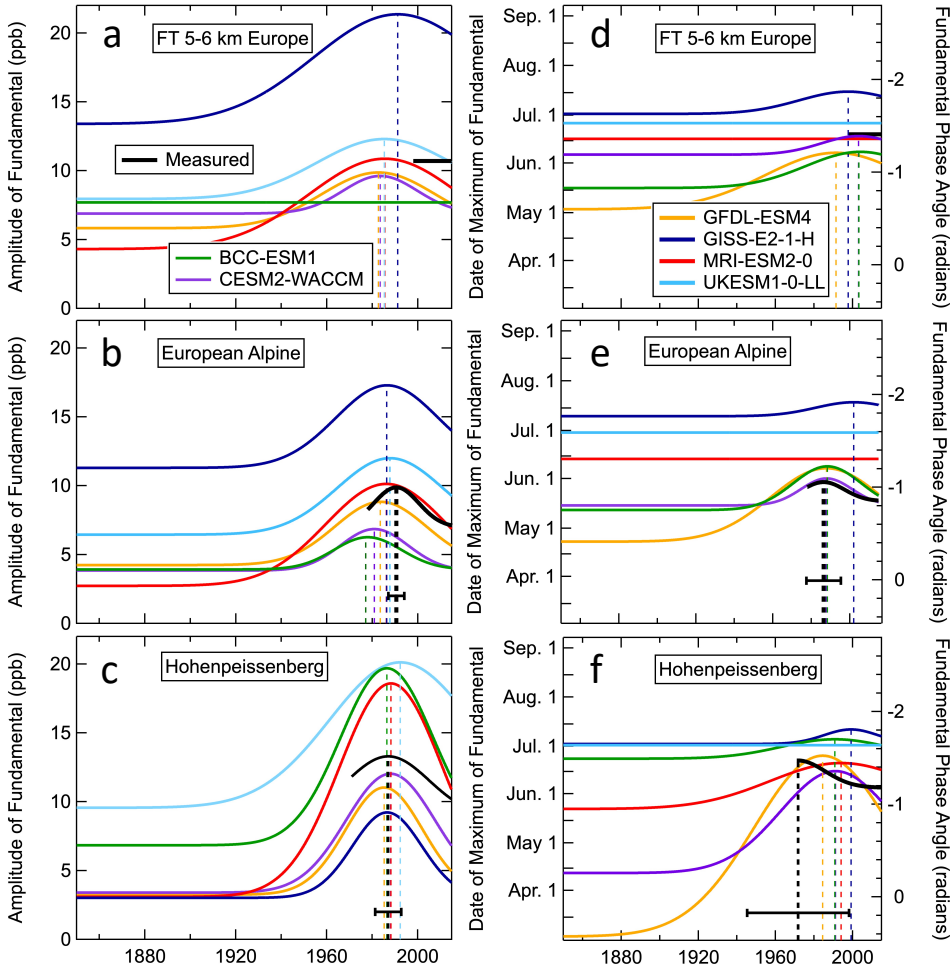 a
FT 5-6 km Europe
Amplitude of Fundamental (ppb)
20
15
10
5
0
Measured
BCC-ESM1
CESM2-WACCM
d
FT 5-6 km Europe
Date of Maximum of Fundamental
Sep. 1
Aug. 1
Jul. 1
Jun. 1
May 1
Apr. 1
Fundamental Phase Angle (radians)
-2
-1
0
GFDL-ESM4
GISS-E2-1-H
MRI-ESM2-0
UKESM1-0-LL
b
European Alpine
Amplitude of Fundamental (ppb)
20
15
10
5
0
e
European Alpine
Date of Maximum of Fundamental
Sep. 1
Aug. 1
Jul. 1
Jun. 1
May 1
Apr. 1
Fundamental Phase Angle (radians)
-2
-1
0
c
Hohenpeissenberg
Amplitude of Fundamental (ppb)
20
15
10
5
0
1880
1920
1960
2000
f
Hohenpeissenberg
Date of Maximum of Fundamental
Sep. 1
Aug. 1
Jul. 1
Jun. 1
May 1
Apr. 1
Fundamental Phase Angle (radians)
-2
-1
0
1880
1920
1960
2000